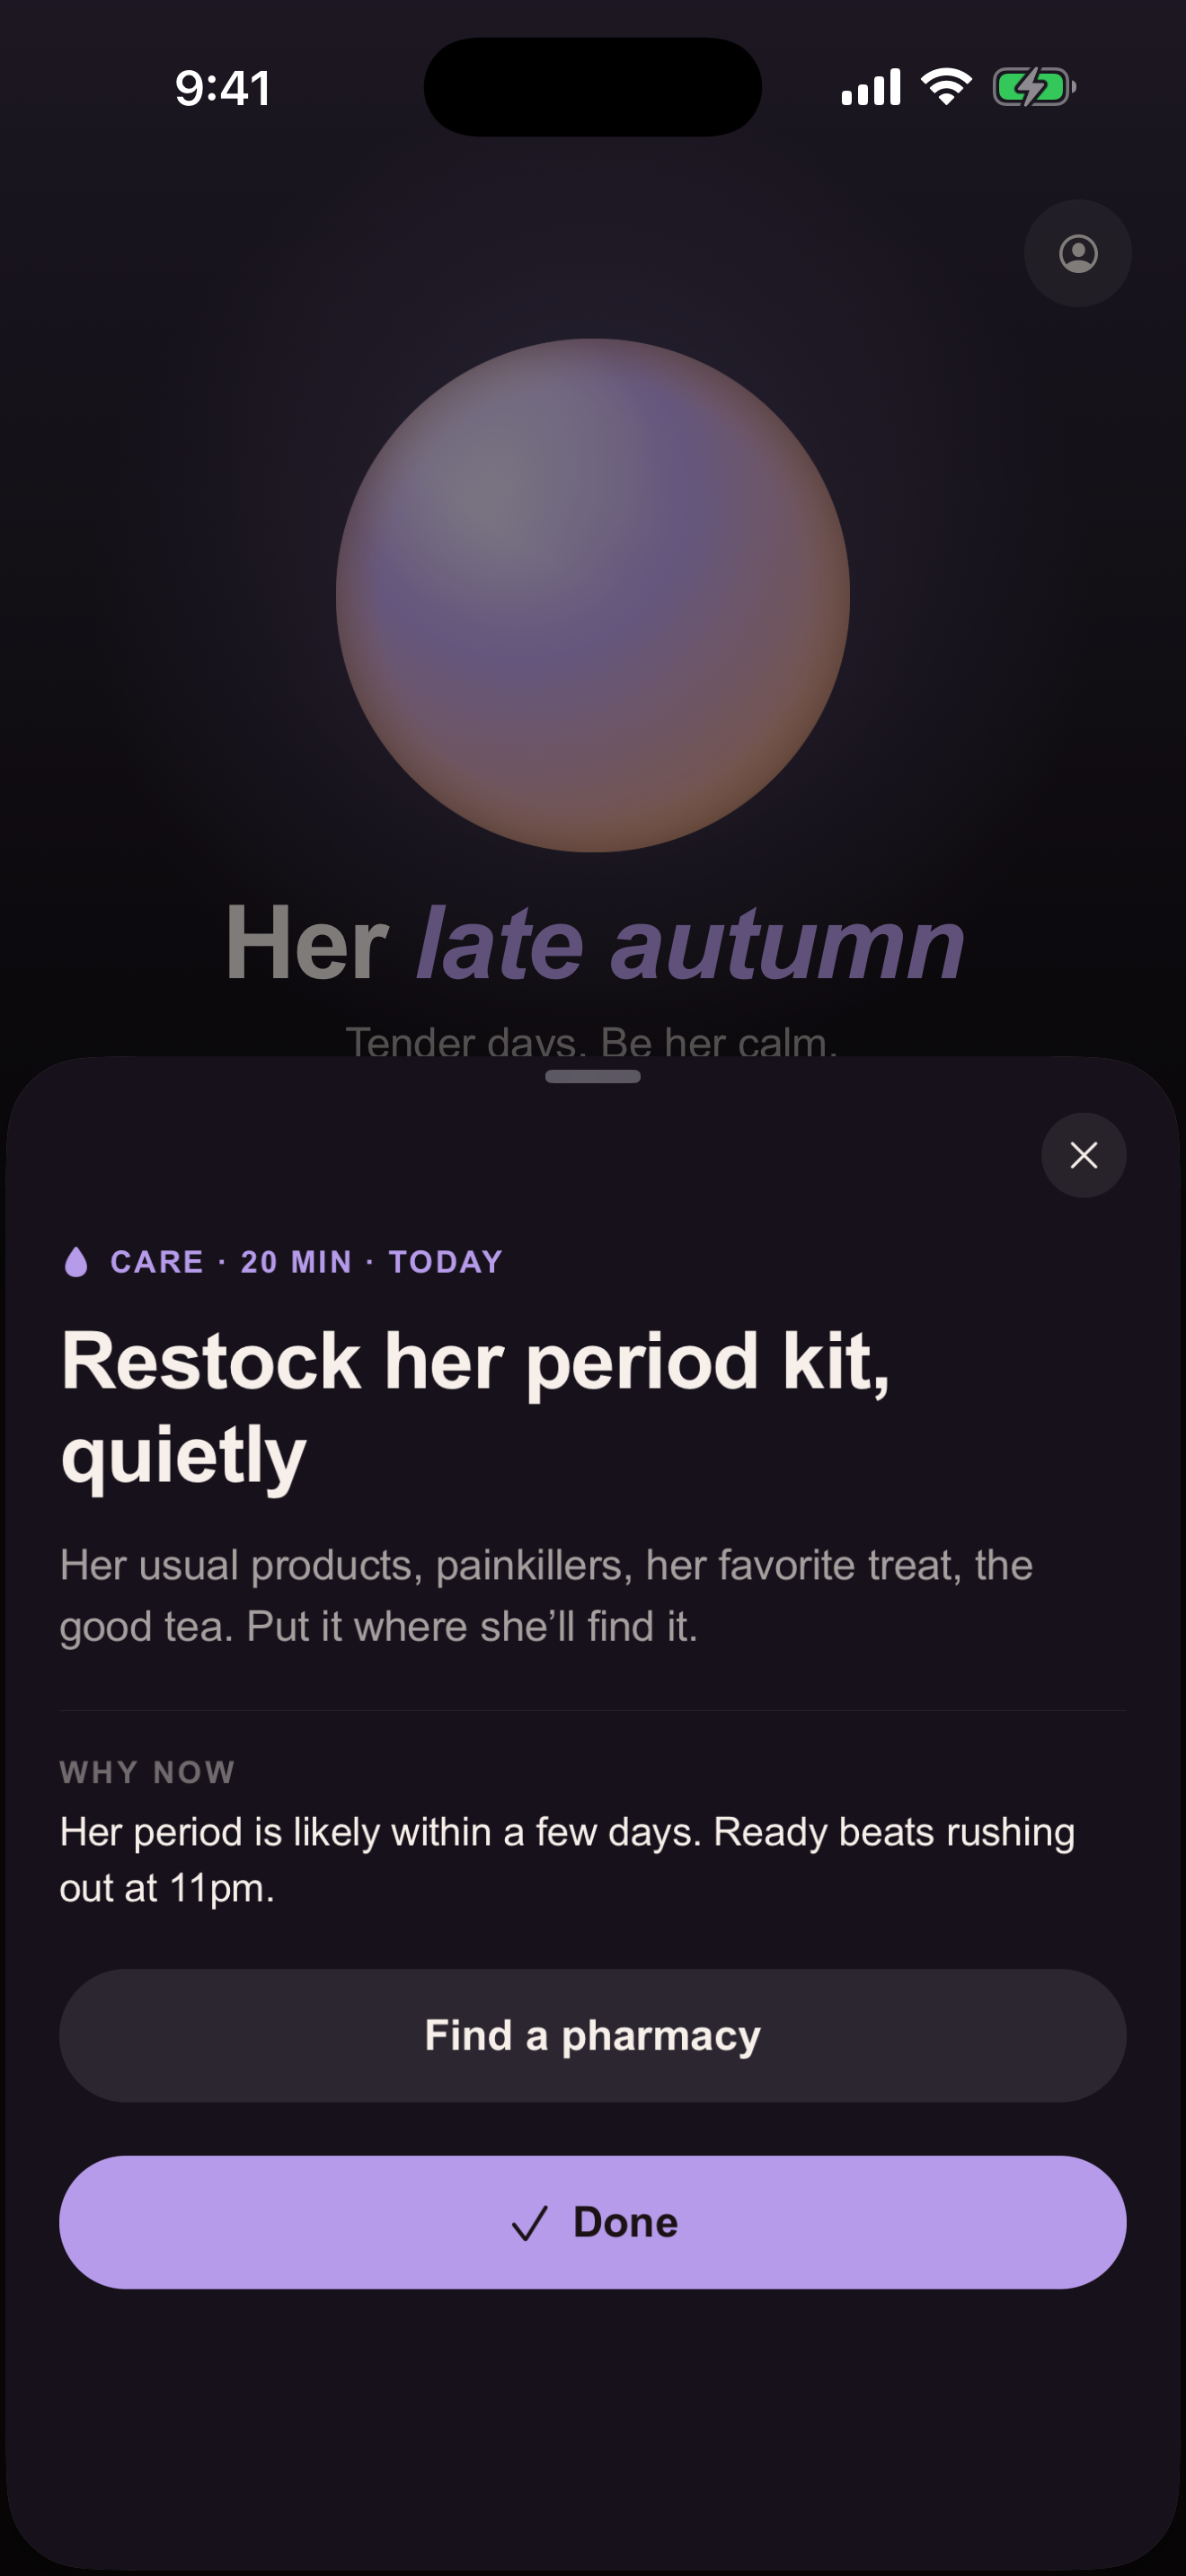 9:41
Her late autumn
Tender days. Be her calm.
CARE · 20 MIN · TODAY
Restock her period kit,
quietly
Her usual products, painkillers, her favorite treat, the
good tea. Put it where she’ll find it.
WHY NOW
Her period is likely within a few days. Ready beats rushing
out at 11pm.
Find a pharmacy
Done